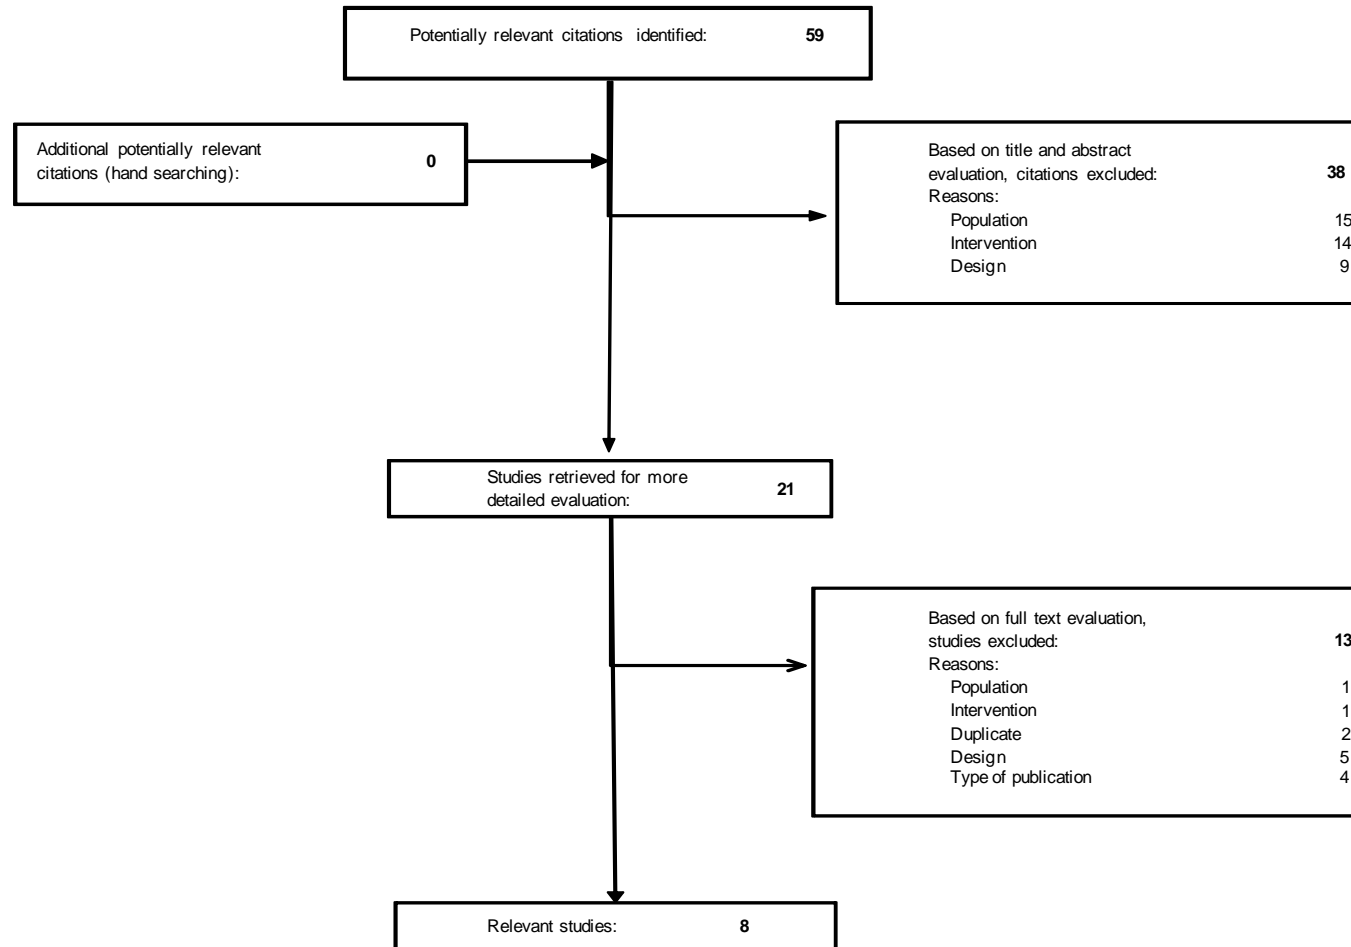 Potentially relevant citations identified: 59
Additional potentially relevant
citations (hand searching): 0
Based on title and abstract
evaluation, citations excluded: 38
Reasons:
Population 15
Intervention 14
Design 9
Studies retrieved for more
detailed evaluation: 21
Based on full text evaluation,
studies excluded: 13
Reasons:
Population 1
Intervention 1
Duplicate 2
Design 5
Type of publication 4
Relevant studies: 8